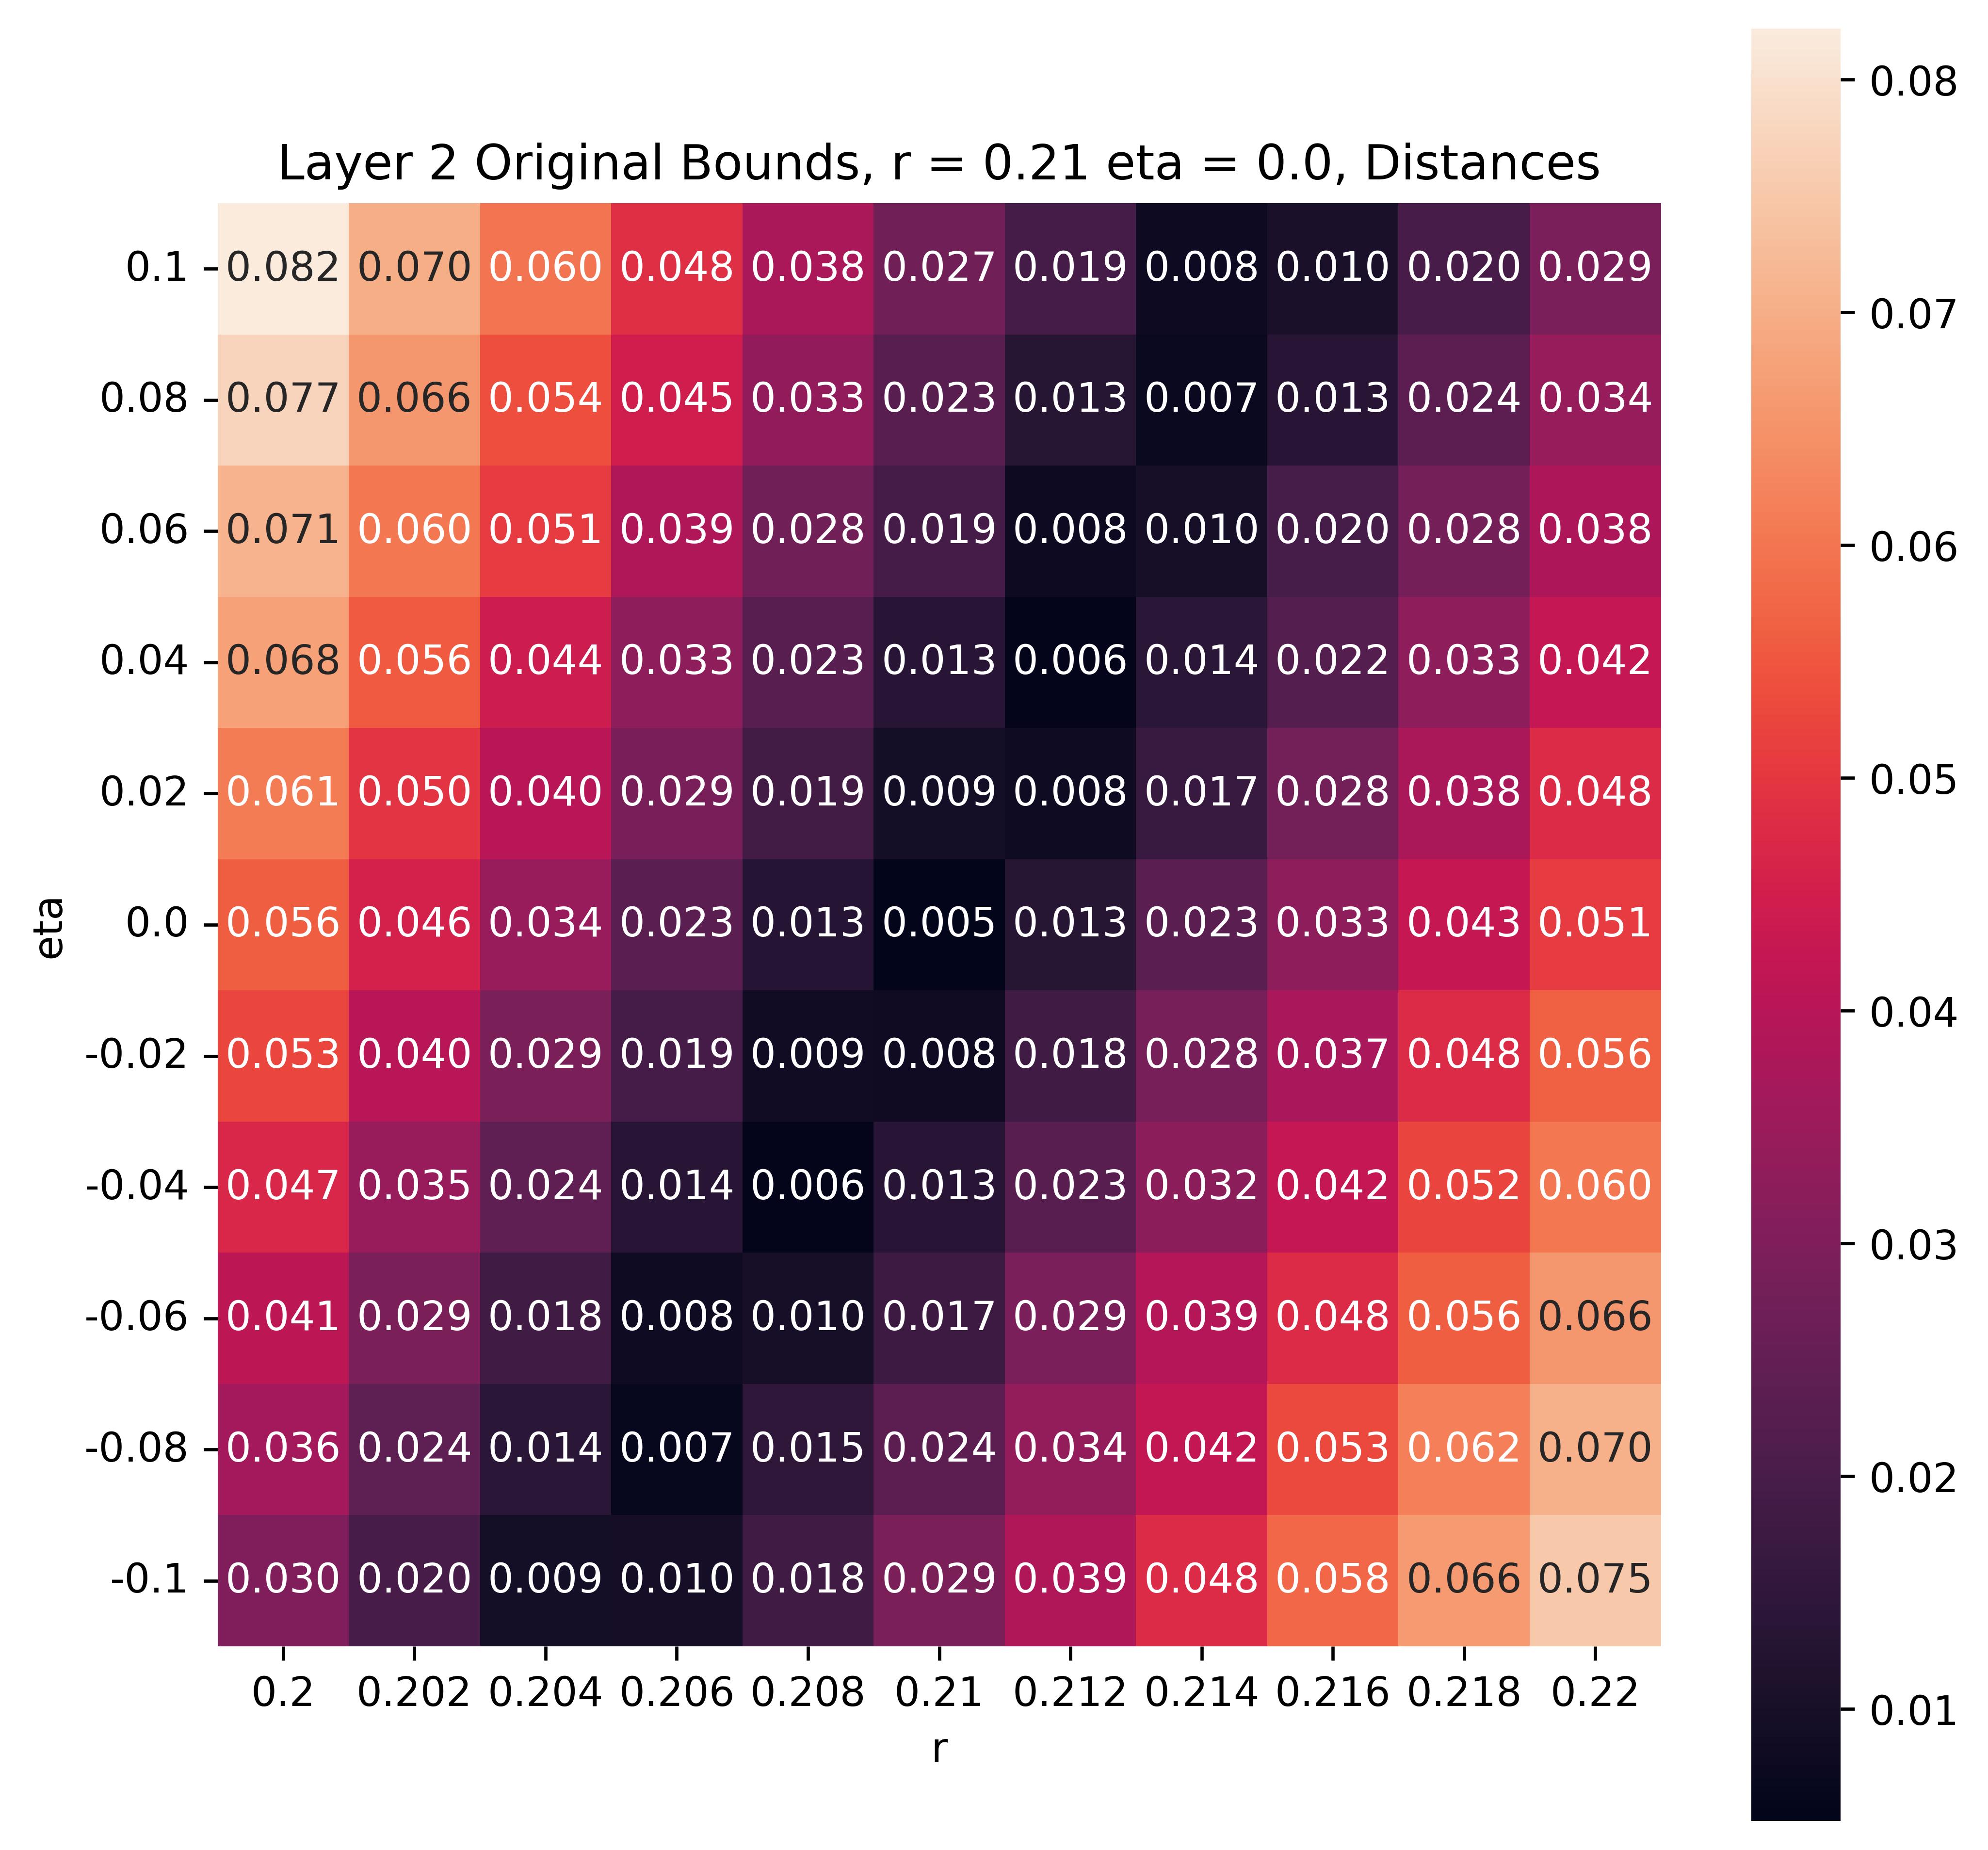 Layer 2 Original Bounds, r = 0.21 eta = 0.0, Distances
0.1 0.082 0.070 0.060 0.048 0.038 0.027 0.019 0.008 0.010 0.020 0.029
0.08 0.077 0.066 0.054 0.045 0.033 0.023 0.013 0.007 0.013 0.024 0.034
0.06 0.071 0.060 0.051 0.039 0.028 0.019 0.008 0.010 0.020 0.028 0.038
0.04 0.068 0.056 0.044 0.033 0.023 0.013 0.006 0.014 0.022 0.033 0.042
0.02 0.061 0.050 0.040 0.029 0.019 0.009 0.008 0.017 0.028 0.038 0.048
0.0 0.056 0.046 0.034 0.023 0.013 0.005 0.013 0.023 0.033 0.043 0.051
-0.02 0.053 0.040 0.029 0.019 0.009 0.008 0.018 0.028 0.037 0.048 0.056
-0.04 0.047 0.035 0.024 0.014 0.006 0.013 0.023 0.032 0.042 0.052 0.060
-0.06 0.041 0.029 0.018 0.008 0.010 0.017 0.029 0.039 0.048 0.056 0.066
-0.08 0.036 0.024 0.014 0.007 0.015 0.024 0.034 0.042 0.053 0.062 0.070
-0.1 0.030 0.020 0.009 0.010 0.018 0.029 0.039 0.048 0.058 0.066 0.075
0.2 0.202 0.204 0.206 0.208 0.21 0.212 0.214 0.216 0.218 0.22
r
eta
0.08
0.07
0.06
0.05
0.04
0.03
0.02
0.01